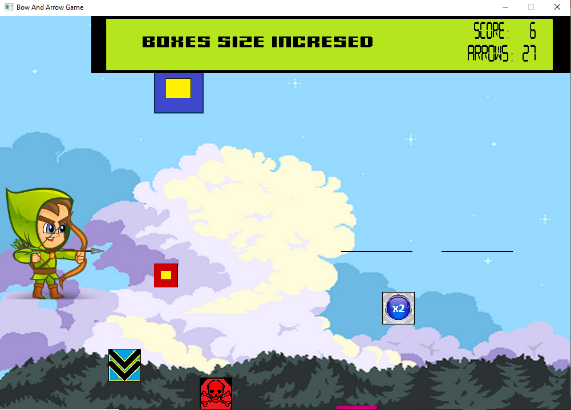 Bow And Arrow Game
BOXES SIZE INCRESED
SCORE: 6
ARROWS: 27
x2